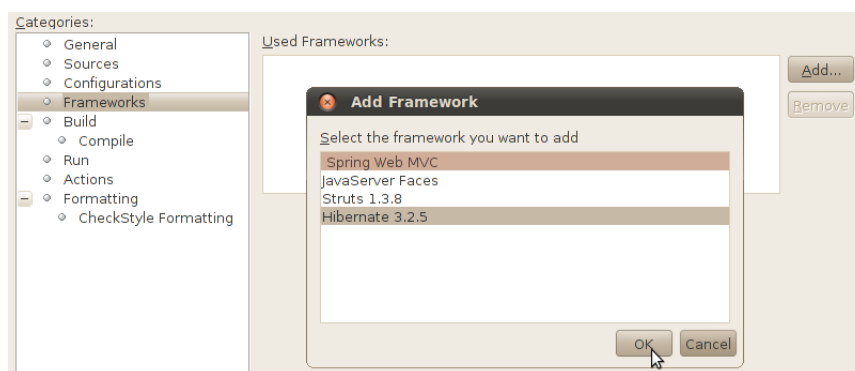 Categories:
General
Sources
Configurations
Frameworks
Build
Compile
Run
Actions
Formatting
CheckStyle Formatting
Used Frameworks:
Add...
Remove
Add Framework
Select the framework you want to add
Spring Web MVC
JavaServer Faces
Struts 1.3.8
Hibernate 3.2.5
OK
Cancel